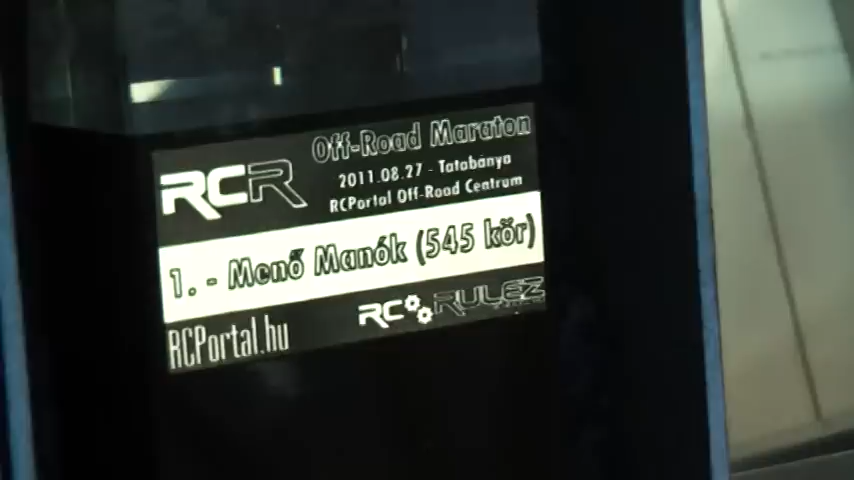 RCR
Off-Road Maraton
2011.08.27 - Tatabánya
RCPortal Off-Road Centrum
1. - Menő Manók (545 kör)
RCPortal.hu
RC RULEZ